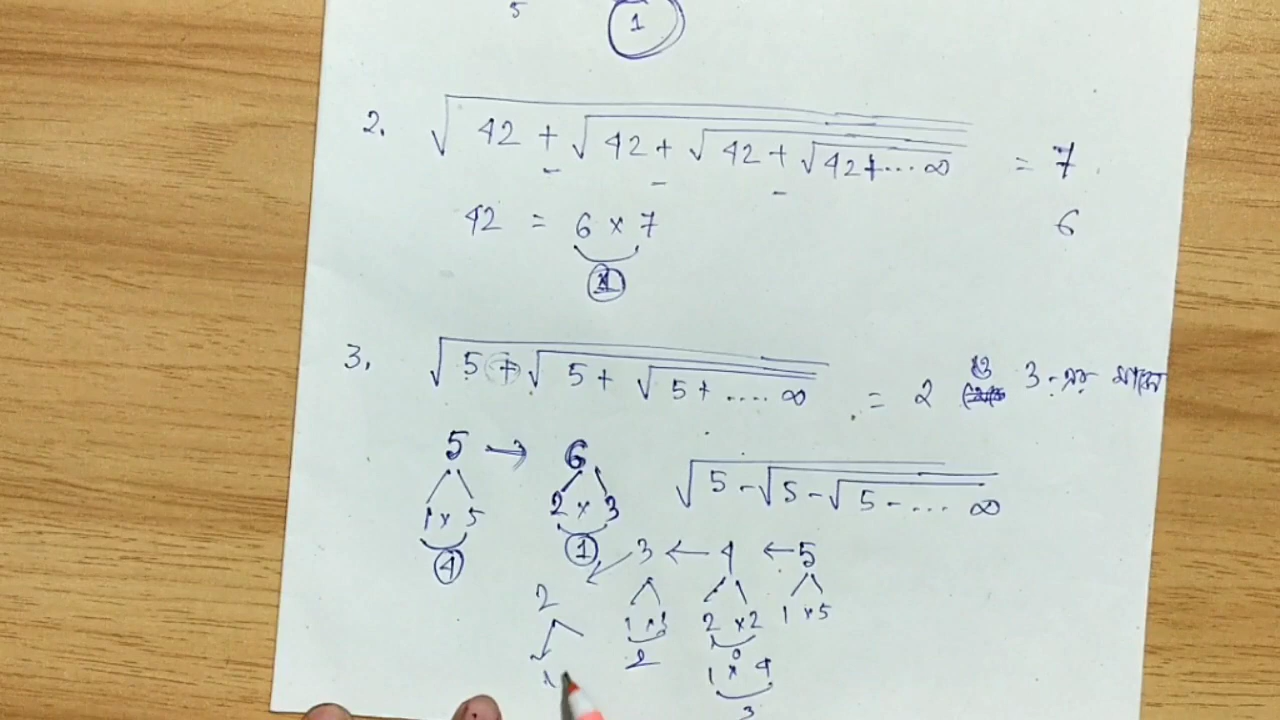 5
1
2. √42 + √42 + √42 + √42 + ... ∞ = 7
42 = 6 × 7 6
3. √5 + √5 + √5 + .... ∞ = 2 3 - এর মাঝে
5 → 6 √5 - √5 - √5 - ... ∞
1 × 5 2 × 3
4 1 3 ← 4 ← 5
2 1 × 3 2 × 2 1 × 5
2 0
1 1 × 4
3